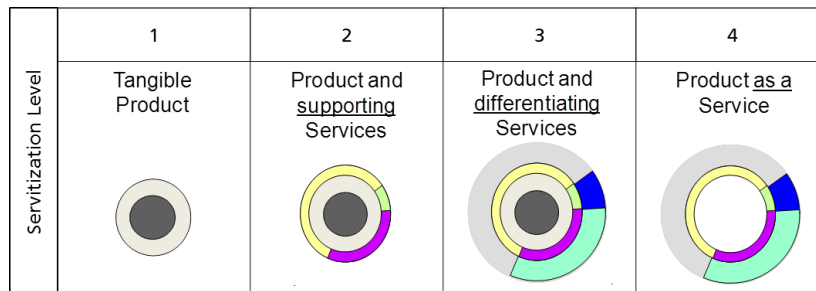 Servitization Level
1
2
3
4
Tangible
Product
Product and
supporting
Services
Product and
differentiating
Services
Product as a
Service